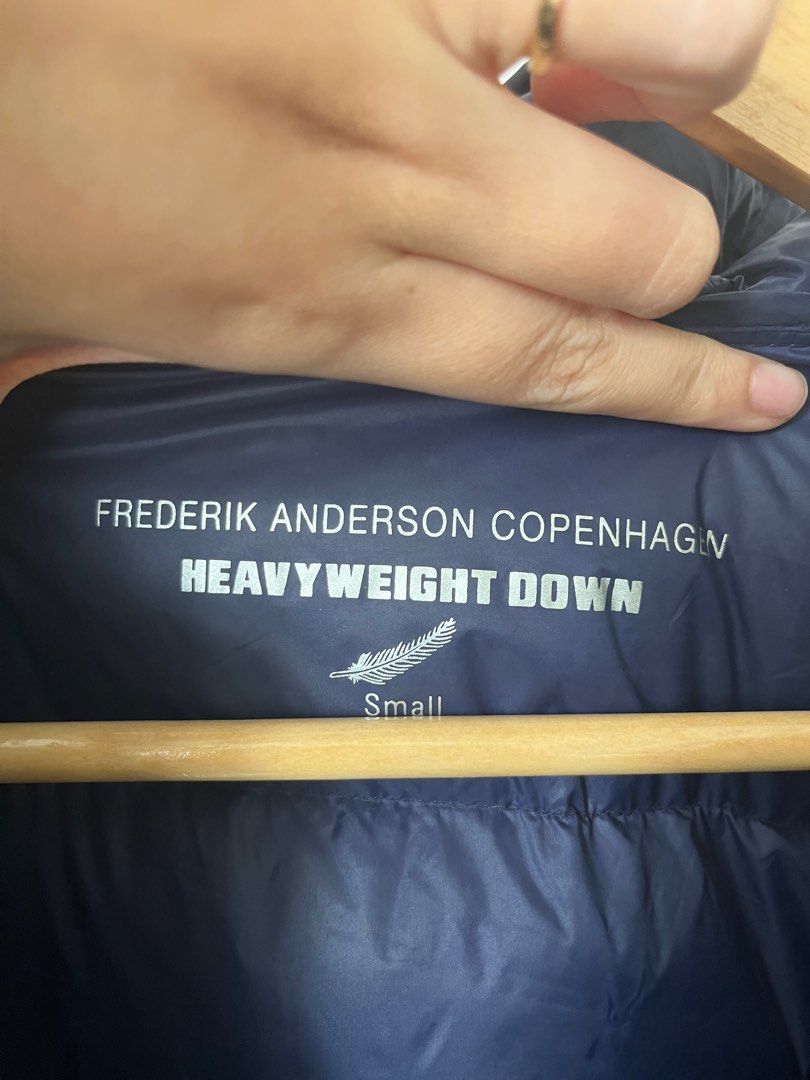 FREDERIK ANDERSON COPENHAGEN
HEAVYWEIGHT DOWN
Small